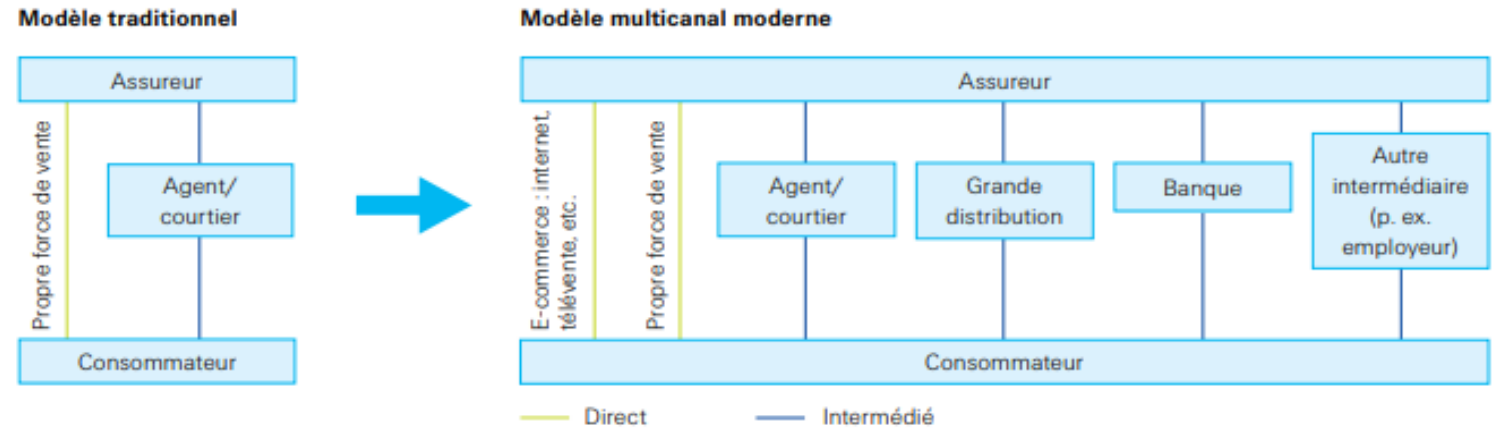 Modèle traditionnel
Assureur
Propre force de vente
Agent/
courtier
Consommateur
Modèle multicanal moderne
Assureur
E-commerce : internet,
télévente, etc.
Propre force de vente
Agent/
courtier
Grande
distribution
Banque
Autre
intermédiaire
(p. ex.
employeur)
Consommateur
Direct
Intermédié